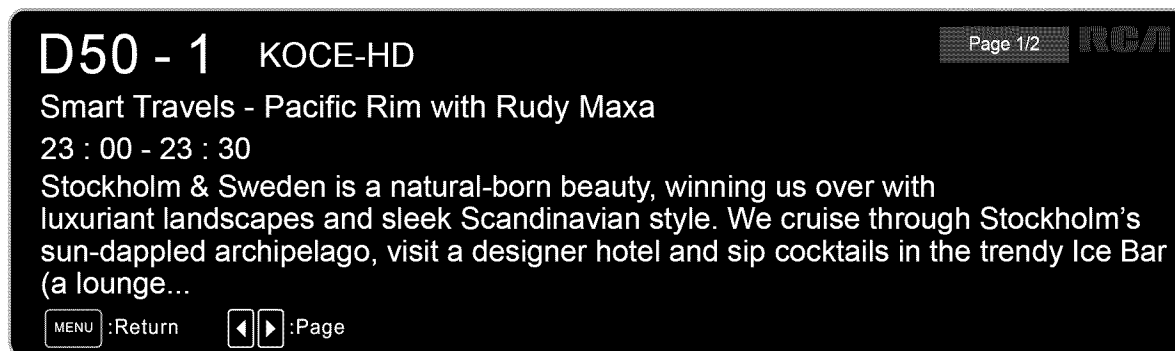 D50 - 1 KOCE-HD Page 1/2 RCA
Smart Travels - Pacific Rim with Rudy Maxa
23 : 00 - 23 : 30
Stockholm & Sweden is a natural-born beauty, winning us over with
luxuriant landscapes and sleek Scandinavian style. We cruise through Stockholm’s
sun-dappled archipelago, visit a designer hotel and sip cocktails in the trendy Ice Bar
(a lounge...
MENU :Return :Page